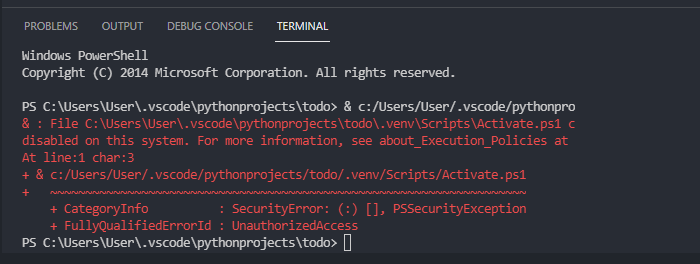 PROBLEMS OUTPUT DEBUG CONSOLE TERMINAL
Windows PowerShell
Copyright (C) 2014 Microsoft Corporation. All rights reserved.
PS C:\Users\User\.vscode\pythonprojects\todo> & c:/Users/User/.vscode/pythonpro
& : File C:\Users\User\.vscode\pythonprojects\todo\.venv\Scripts\Activate.ps1 c
disabled on this system. For more information, see about_Execution_Policies at
At line:1 char:3
+ & c:/Users/User/.vscode/pythonprojects/todo/.venv/Scripts/Activate.ps1
+   ~~~~~~~~~~~~~~~~~~~~~~~~~~~~~~~~~~~~~~~~~~~~~~~~~~~~~~~~~~~~~~~~~~~~
    + CategoryInfo          : SecurityError: (:) [], PSSecurityException
    + FullyQualifiedErrorId : UnauthorizedAccess
PS C:\Users\User\.vscode\pythonprojects\todo>